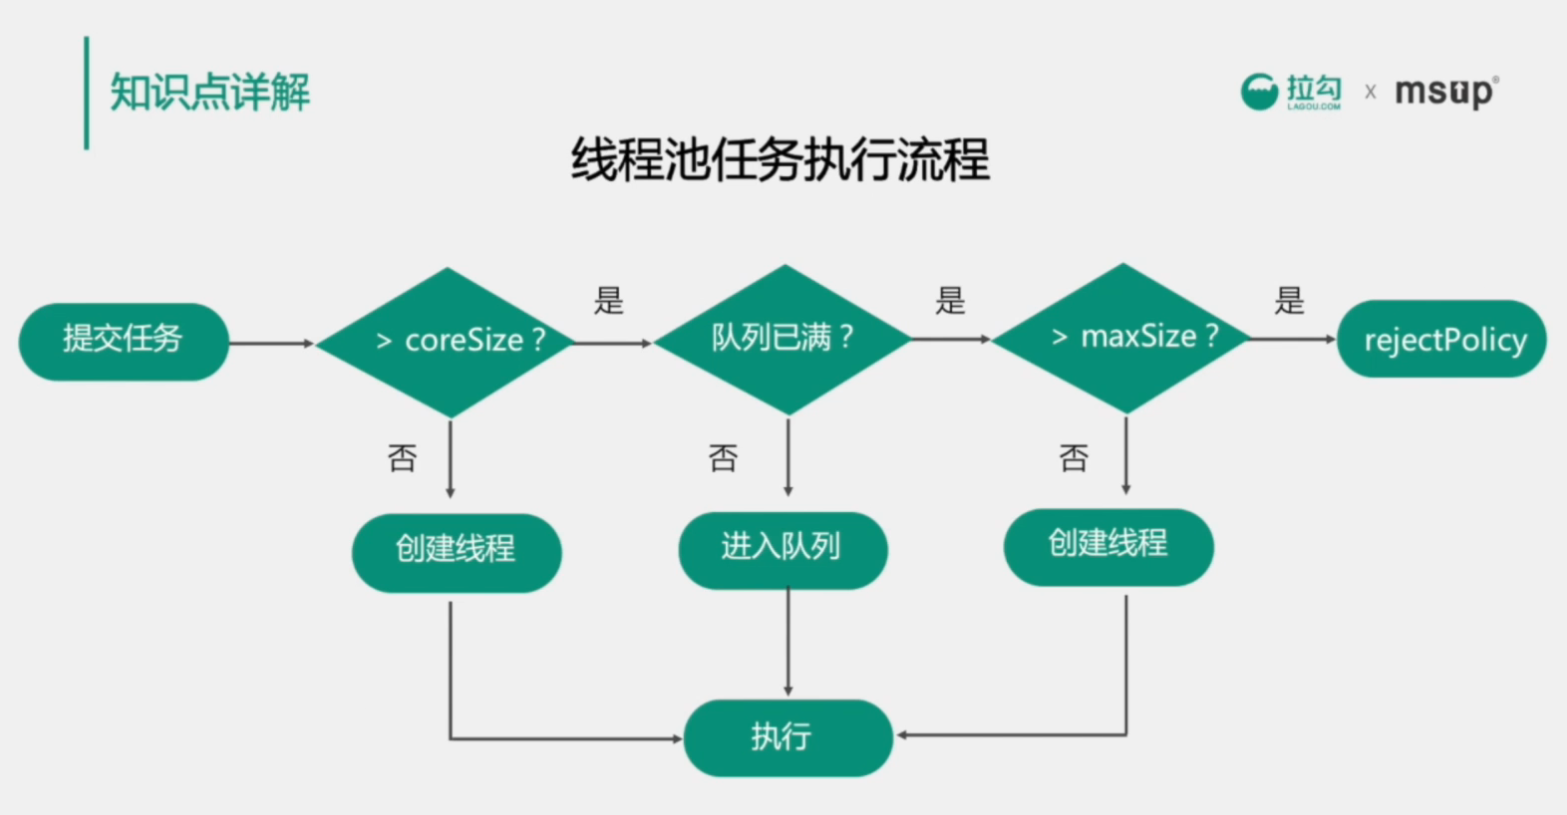 知识点详解
拉勾
LAGOU.COM
x
msup®
线程池任务执行流程
提交任务
> coreSize？
是
队列已满？
是
> maxSize？
是
rejectPolicy
否
否
否
创建线程
进入队列
创建线程
执行